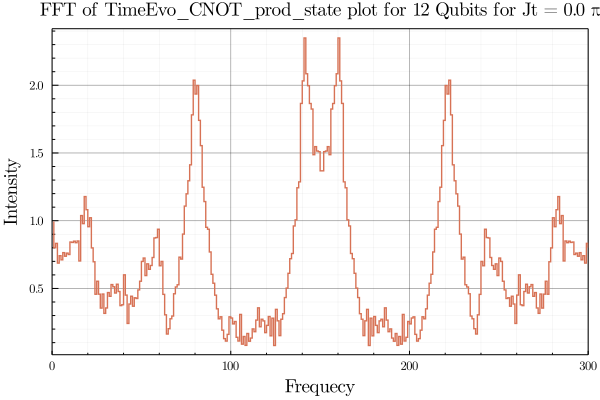 FFT of TimeEvo_CNOT_prod_state plot for 12 Qubits for Jt = 0.0 π
2.0
1.5
1.0
0.5
Intensity
0 100 200 300
Frequecy